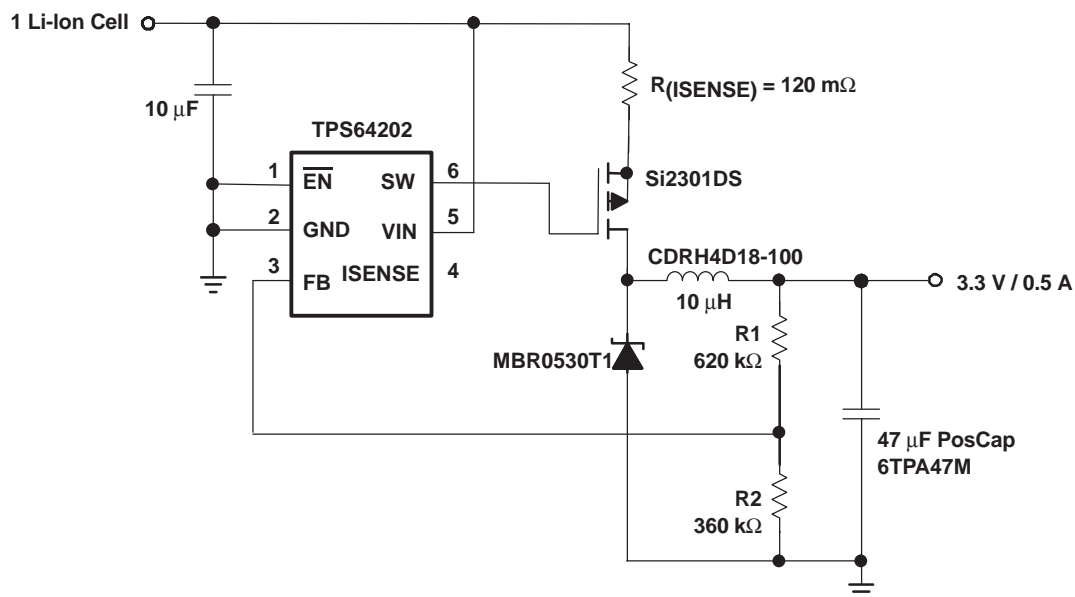 1 Li-Ion Cell
R(ISENSE) = 120 mΩ
10 μF
TPS64202
1
EN
SW
6
Si2301DS
2
GND
VIN
5
3
FB
ISENSE
4
CDRH4D18-100
10 μH
3.3 V / 0.5 A
R1
620 kΩ
MBR0530T1
47 μF PosCap
6TPA47M
R2
360 kΩ